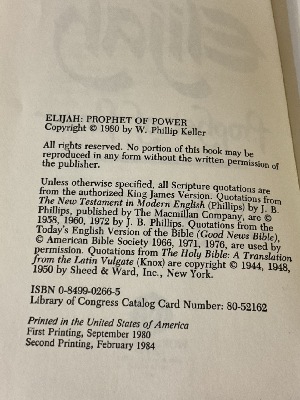 ELIJAH: PROPHET OF POWER
Copyright © 1980 by W. Phillip Keller
All rights reserved. No portion of this book may be
reproduced in any form without the written permission of
the publisher.
Unless otherwise specified, all Scripture quotations are
from the authorized King James Version. Quotations from
The New Testament in Modern English (Phillips) by J. B.
Phillips, published by The Macmillan Company, are ©
1958, 1960, 1972 by J. B. Phillips. Quotations from the
Today's English Version of the Bible (Good News Bible),
© American Bible Society 1966, 1971, 1976, are used by
permission. Quotations from The Holy Bible: A Translation
from the Latin Vulgate (Knox) are copyright © 1944, 1948,
1950 by Sheed & Ward, Inc., New York.
ISBN 0-8499-0266-5
Library of Congress Catalog Card Number: 80-52162
Printed in the United States of America
First Printing, September 1980
Second Printing, February 1984